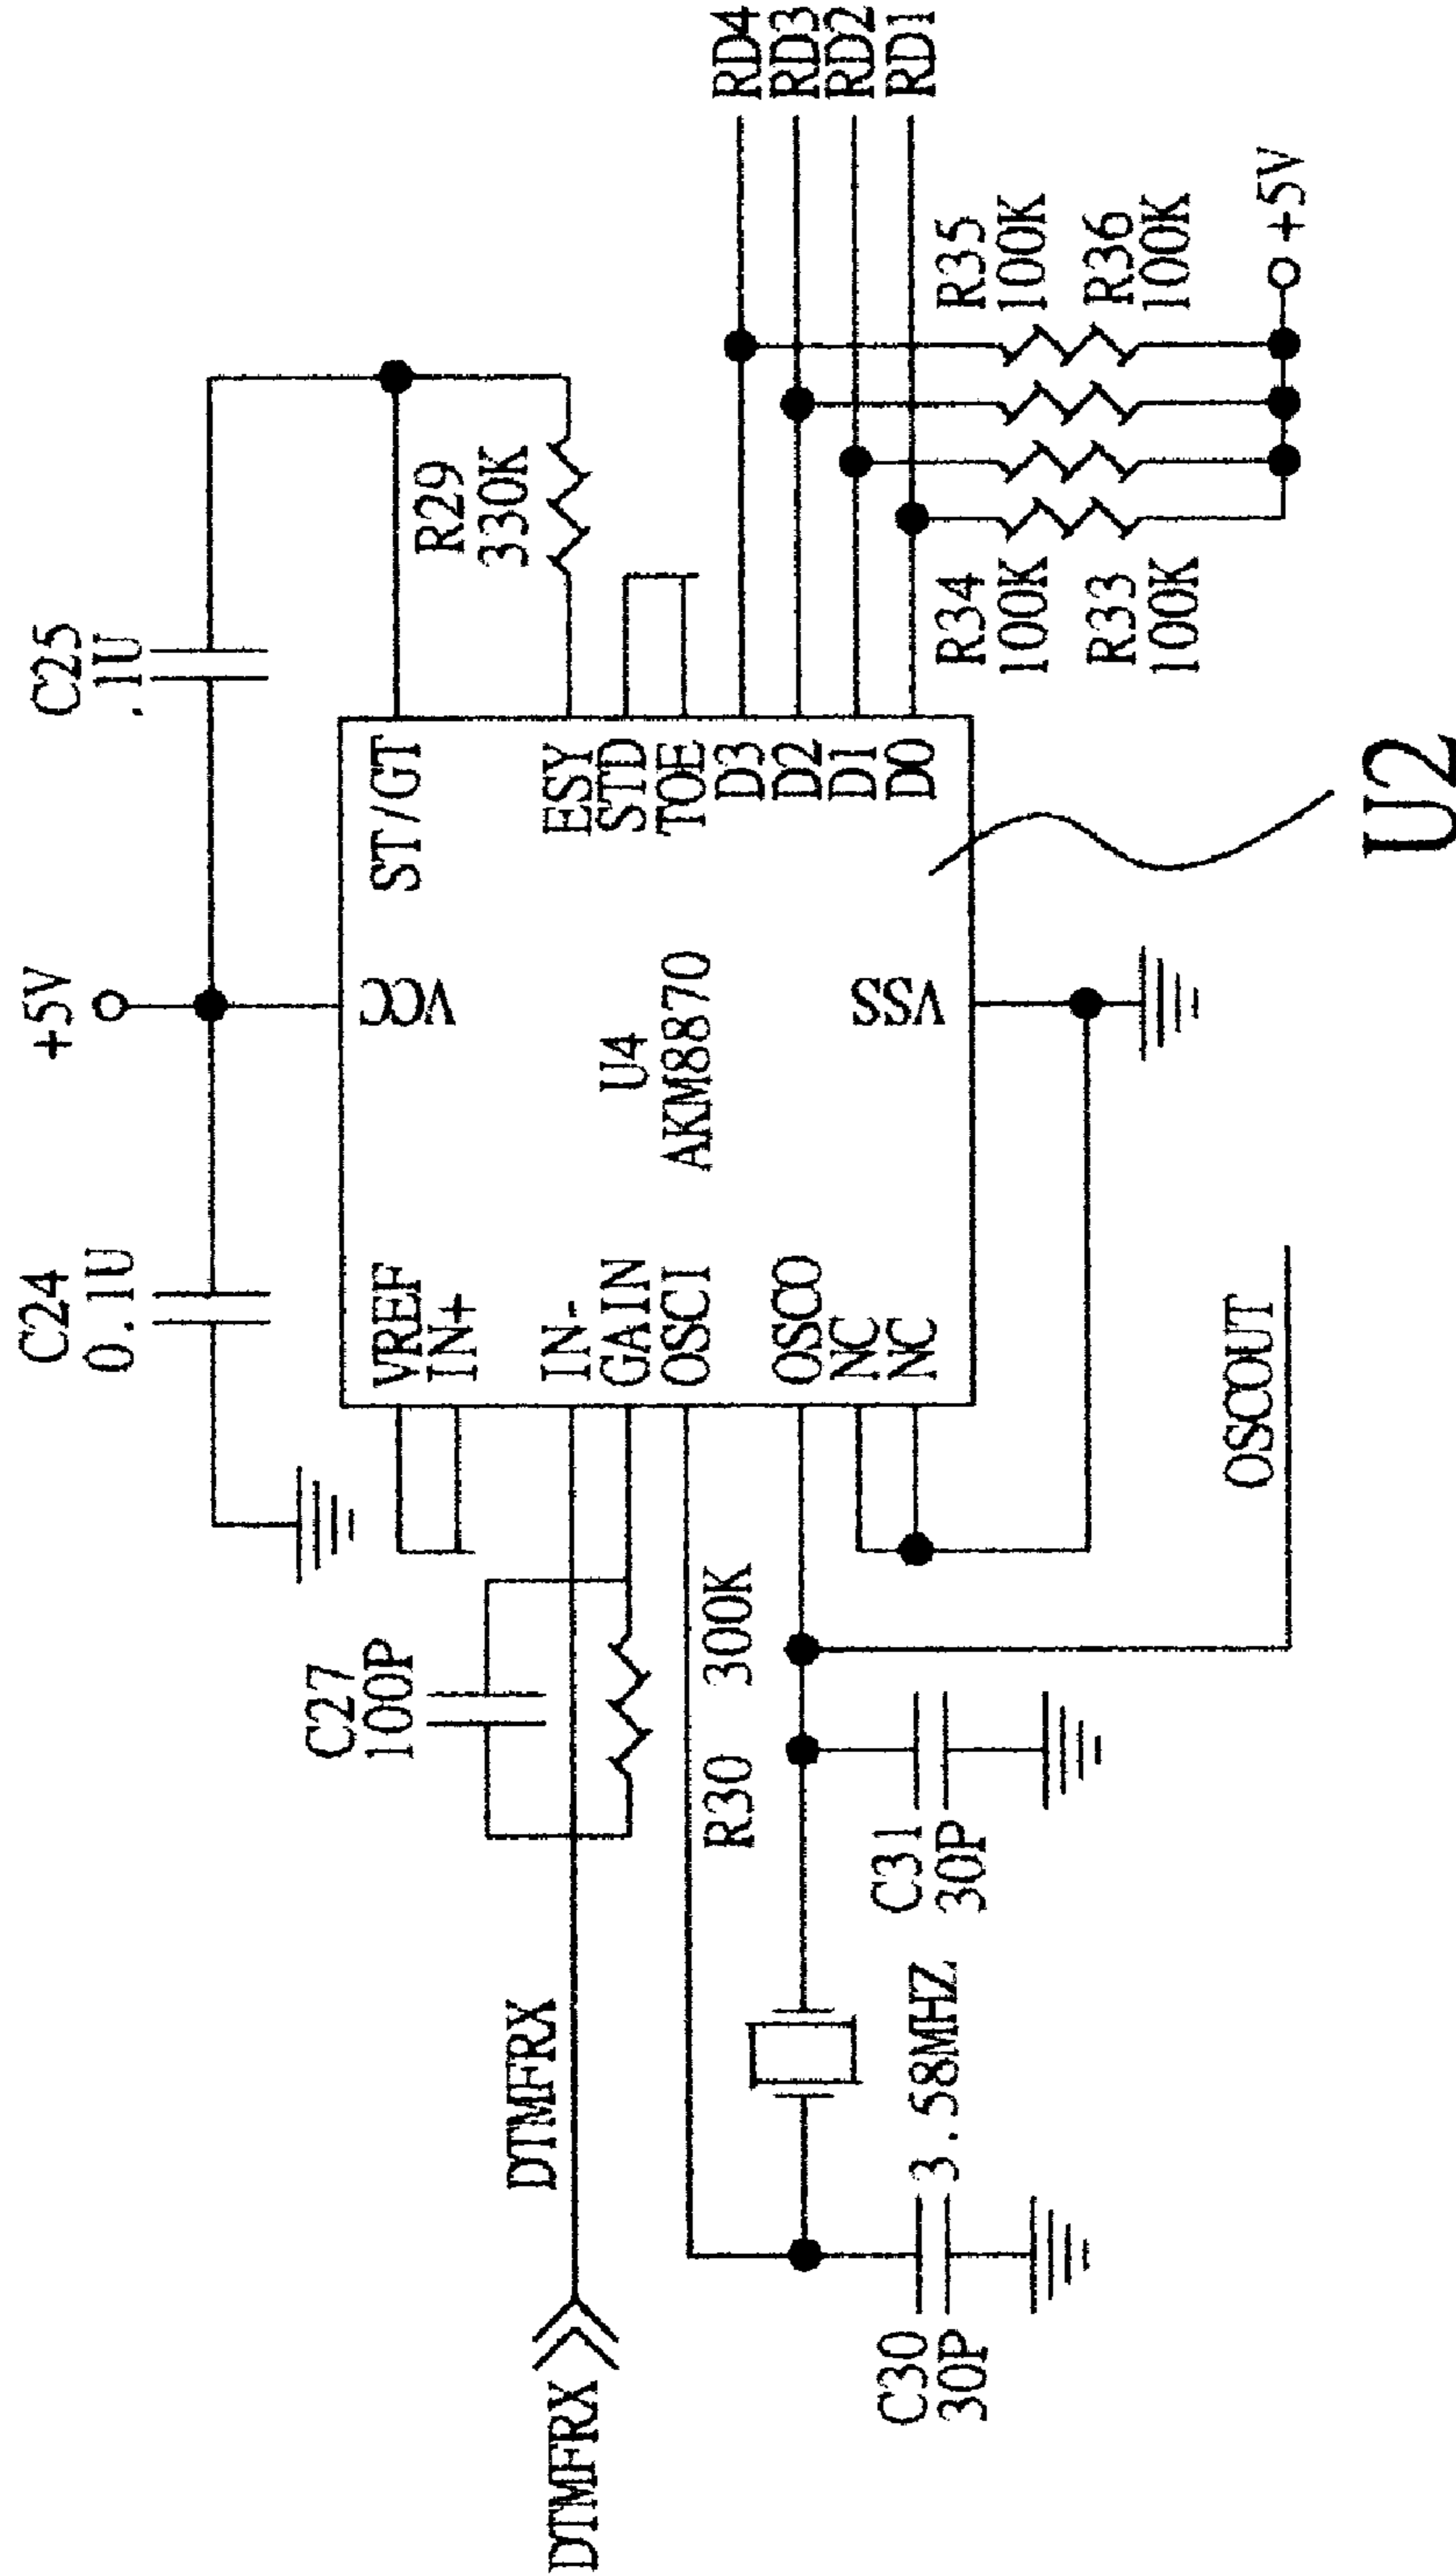 +5V
C24
0.1U
C25
.1U
VREF
IN+
VCC
ST/GT
R29
330K
C27
100P
IN-
GAIN
OSCI
ESY
STD
TOE
U4
AKM8870
D3
D2
D1
D0
RD4
RD3
RD2
RD1
DTMFRX
DTMFRX
R30 300K
OSCO
NC
NC
VSS
C31
30P
C30
30P
3.58MHZ
R34
100K
R35
100K
R33
100K
R36
100K
OSCOUT
+5V
U2